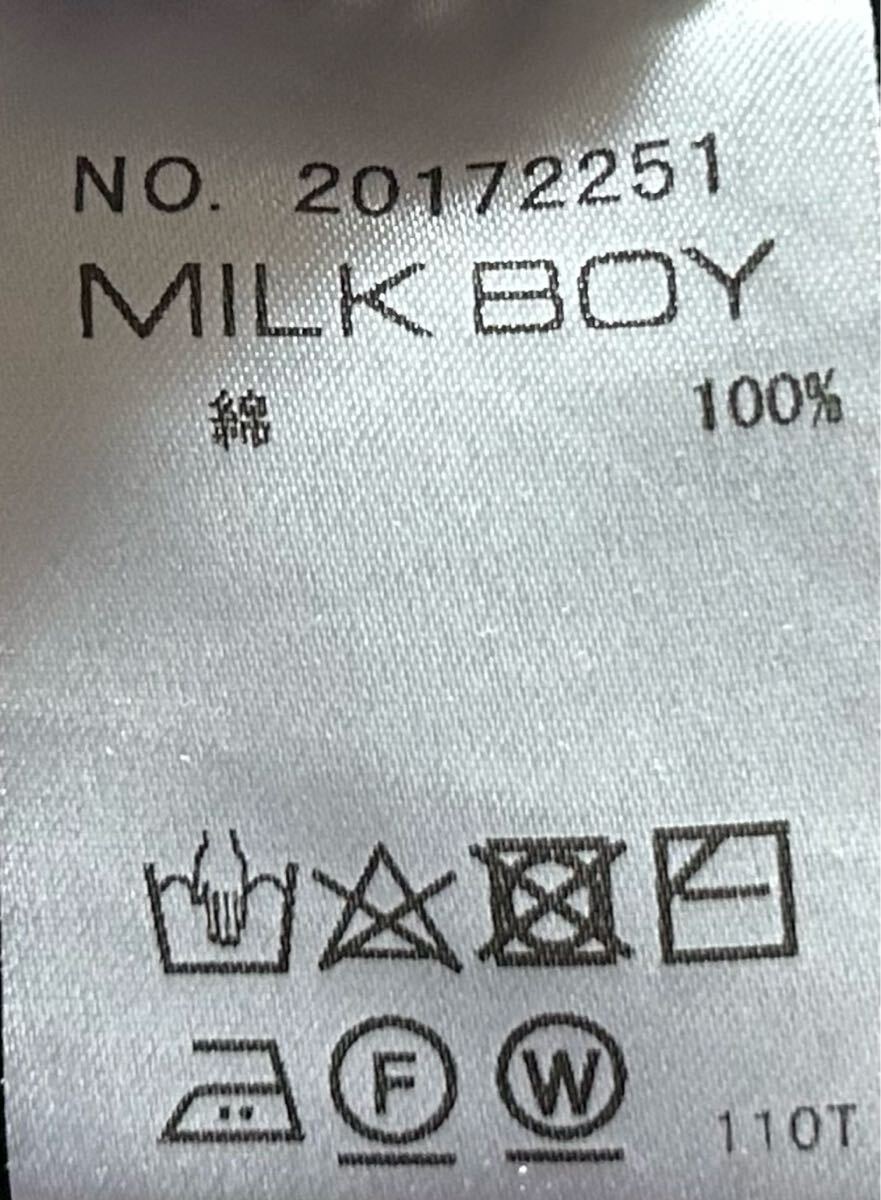 NO. 20172251
MILK BOY
綿 100%
F W 110T